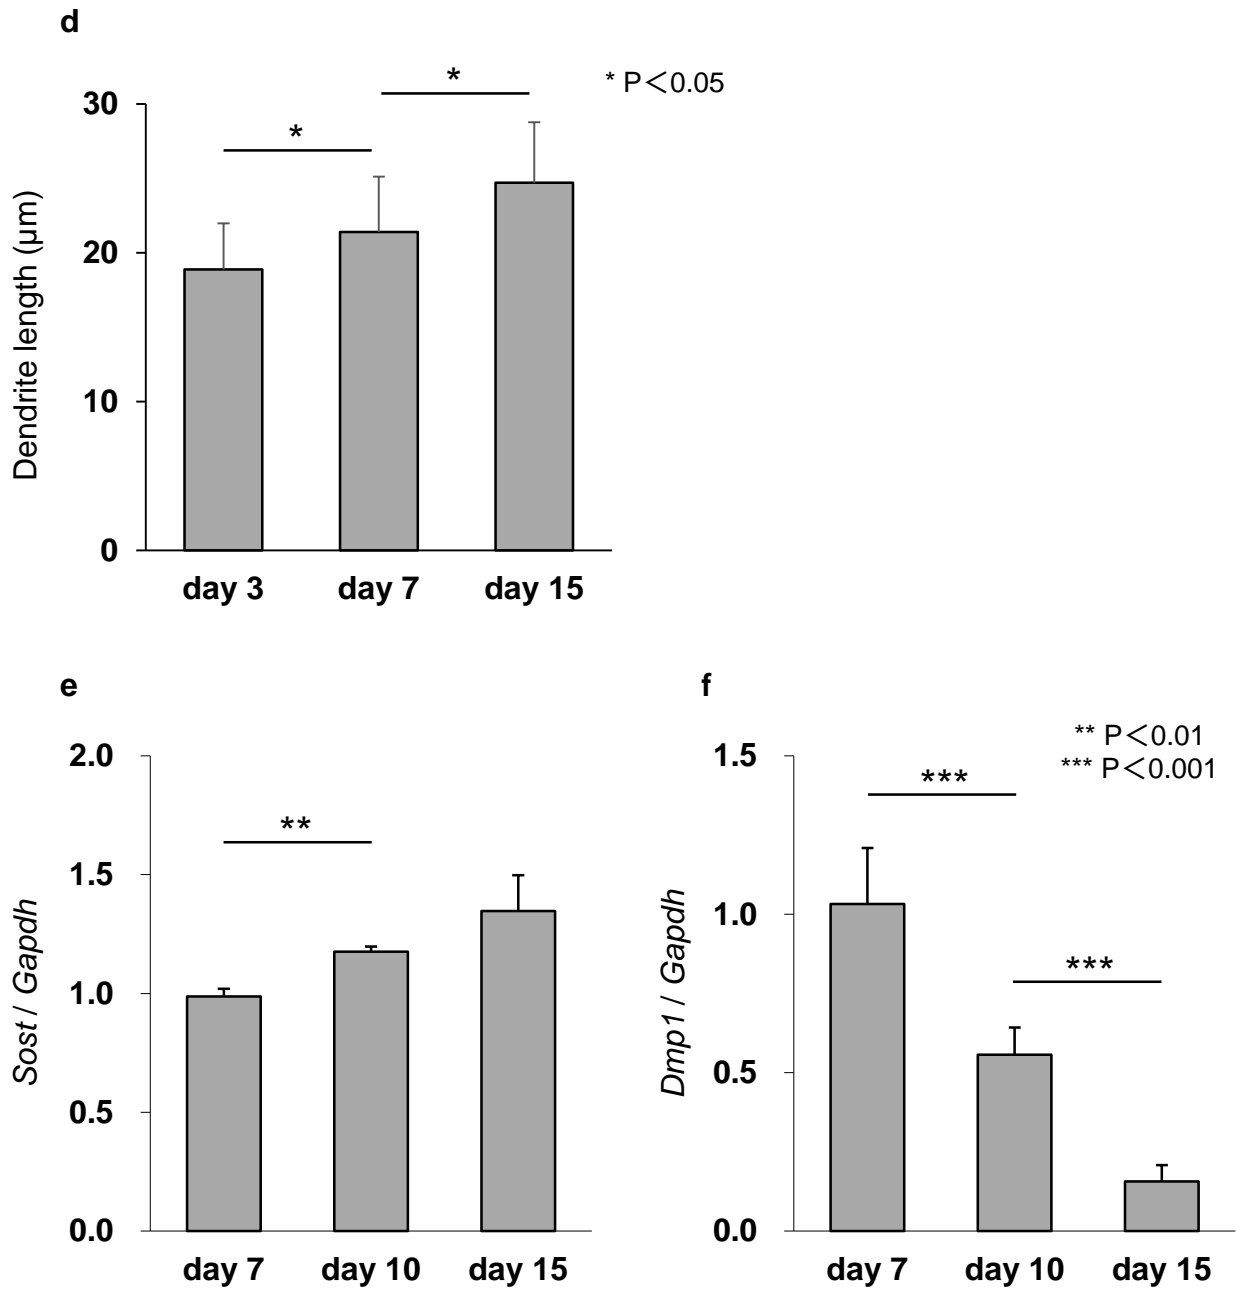 d
* P＜0.05
*
*
30
20
10
0
Dendrite length (μm)
day 3 day 7 day 15
e
2.0
1.5
1.0
0.5
0.0
**
Sost / Gapdh
day 7 day 10 day 15
f
** P＜0.01
*** P＜0.001
***
***
1.5
1.0
0.5
0.0
Dmp1 / Gapdh
day 7 day 10 day 15